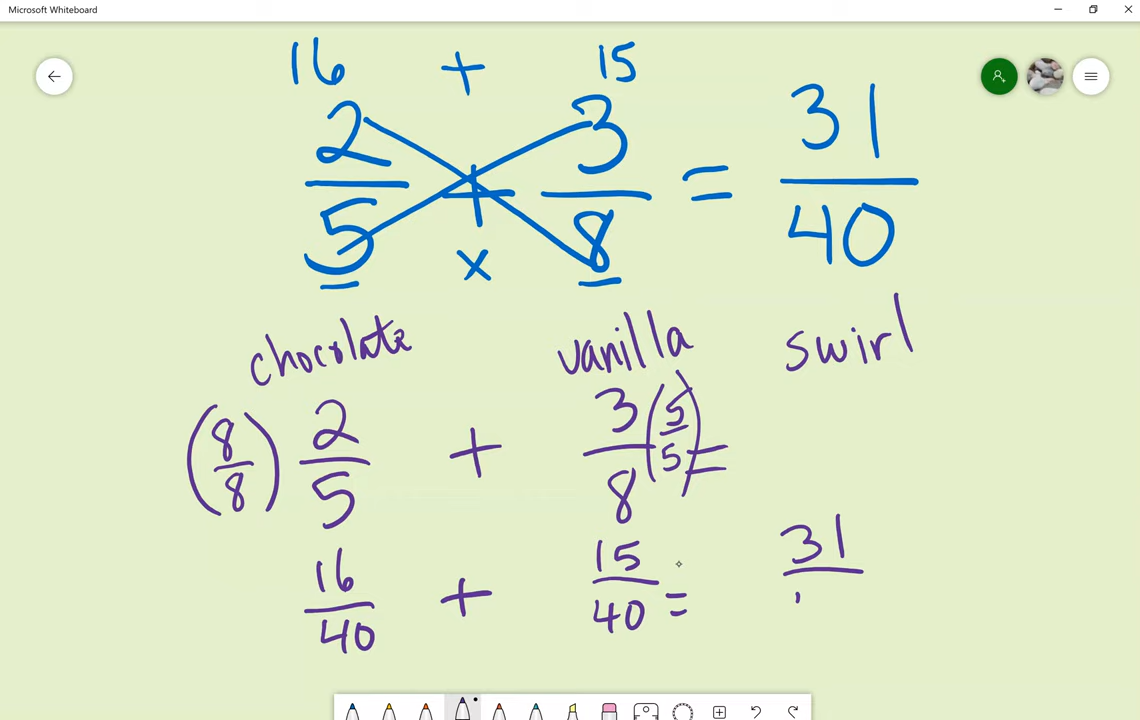 Microsoft Whiteboard
16 + 15
2/5 + 3/8 = 31/40
x
chocolate vanilla swirl
(8/8) 2/5 + 3/8 (5/5) =
16/40 + 15/40 = 31/